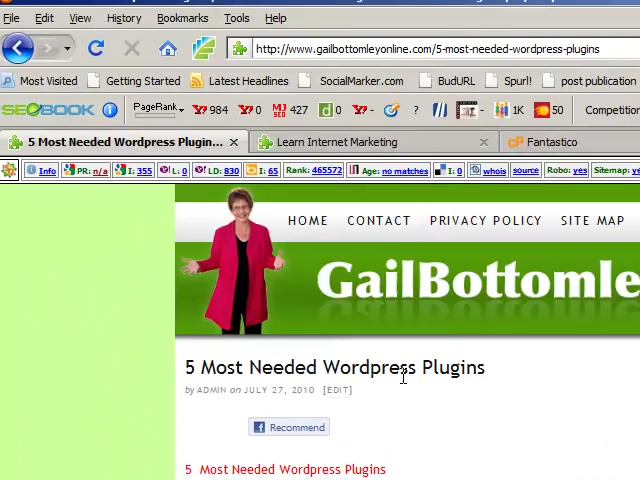 File Edit View History Bookmarks Tools Help
http://www.gailbottomleyonline.com/5-most-needed-wordpress-plugins
Most Visited Getting Started Latest Headlines SocialMarker.com BudURL Spurl! post publication
SEOBOOK PageRank 984 0 MJ SEO 427 d 0 ? 1K 50 Competitio
5 Most Needed Wordpress Plugin... Learn Internet Marketing Fantastico
Info PR: n/a I: 355 L: 0 LD: 830 I: 65 Rank: 465572 Age: no matches I: 0 whois source Robo: yes Sitemap: y
HOME CONTACT PRIVACY POLICY SITE MAP
GailBottomle
5 Most Needed Wordpress Plugins
by ADMIN on JULY 27, 2010 [EDIT]
Recommend
5 Most Needed Wordpress Plugins